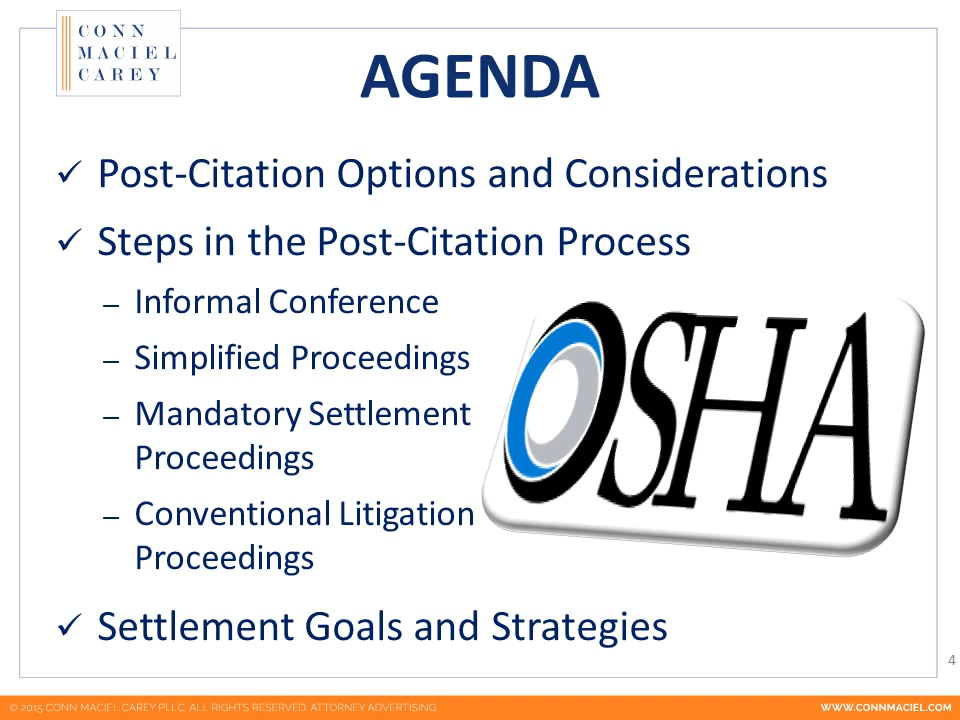 CONN
MACIEL
CAREY
AGENDA
✓ Post-Citation Options and Considerations
✓ Steps in the Post-Citation Process
– Informal Conference
– Simplified Proceedings
– Mandatory Settlement
Proceedings
– Conventional Litigation
Proceedings
OSHA
✓ Settlement Goals and Strategies
4
© 2015 CONN MACIEL CAREY PLLC. ALL RIGHTS RESERVED. ATTORNEY ADVERTISING.
WWW.CONNMACIEL.COM